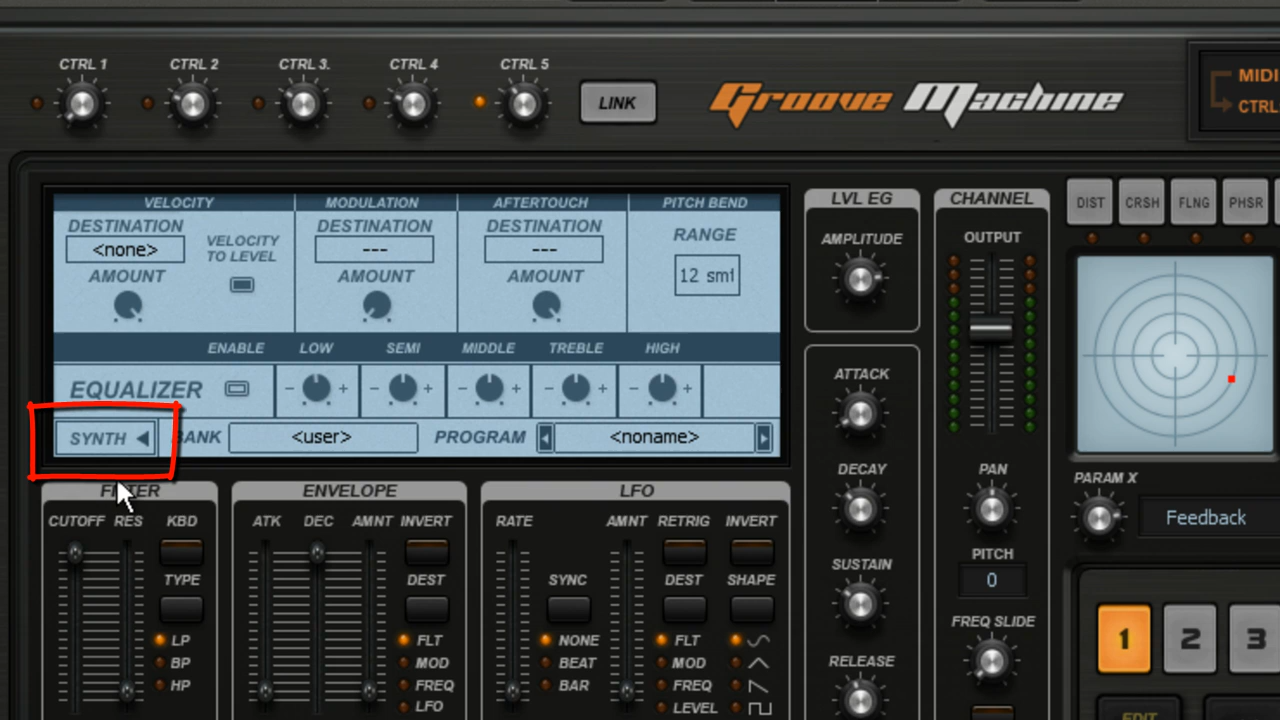 CTRL 1 CTRL 2 CTRL 3. CTRL 4 CTRL 5
LINK
Groove Machine
MIDI
CTRL
VELOCITY MODULATION AFTERTOUCH PITCH BEND
DESTINATION DESTINATION DESTINATION RANGE
<none> VELOCITY TO LEVEL --- --- 12 sm
AMOUNT AMOUNT AMOUNT
ENABLE LOW SEMI MIDDLE TREBLE HIGH
EQUALIZER - + - + - + - + - +
SYNTH BANK <user> PROGRAM <noname>
LVL EG
AMPLITUDE
ATTACK
DECAY
SUSTAIN
RELEASE
CHANNEL
OUTPUT
PAN
PITCH
0
FREQ SLIDE
DIST CRSH FLNG PHSR
PARAM X
Feedback
1 2 3
EDIT
FILTER
CUTOFF RES KBD
TYPE
LP
BP
HP
ENVELOPE
ATK DEC AMNT INVERT
DEST
FLT
MOD
FREQ
LFO
LFO
RATE AMNT RETRIG INVERT
SYNC DEST SHAPE
NONE FLT
BEAT MOD
BAR FREQ
LEVEL